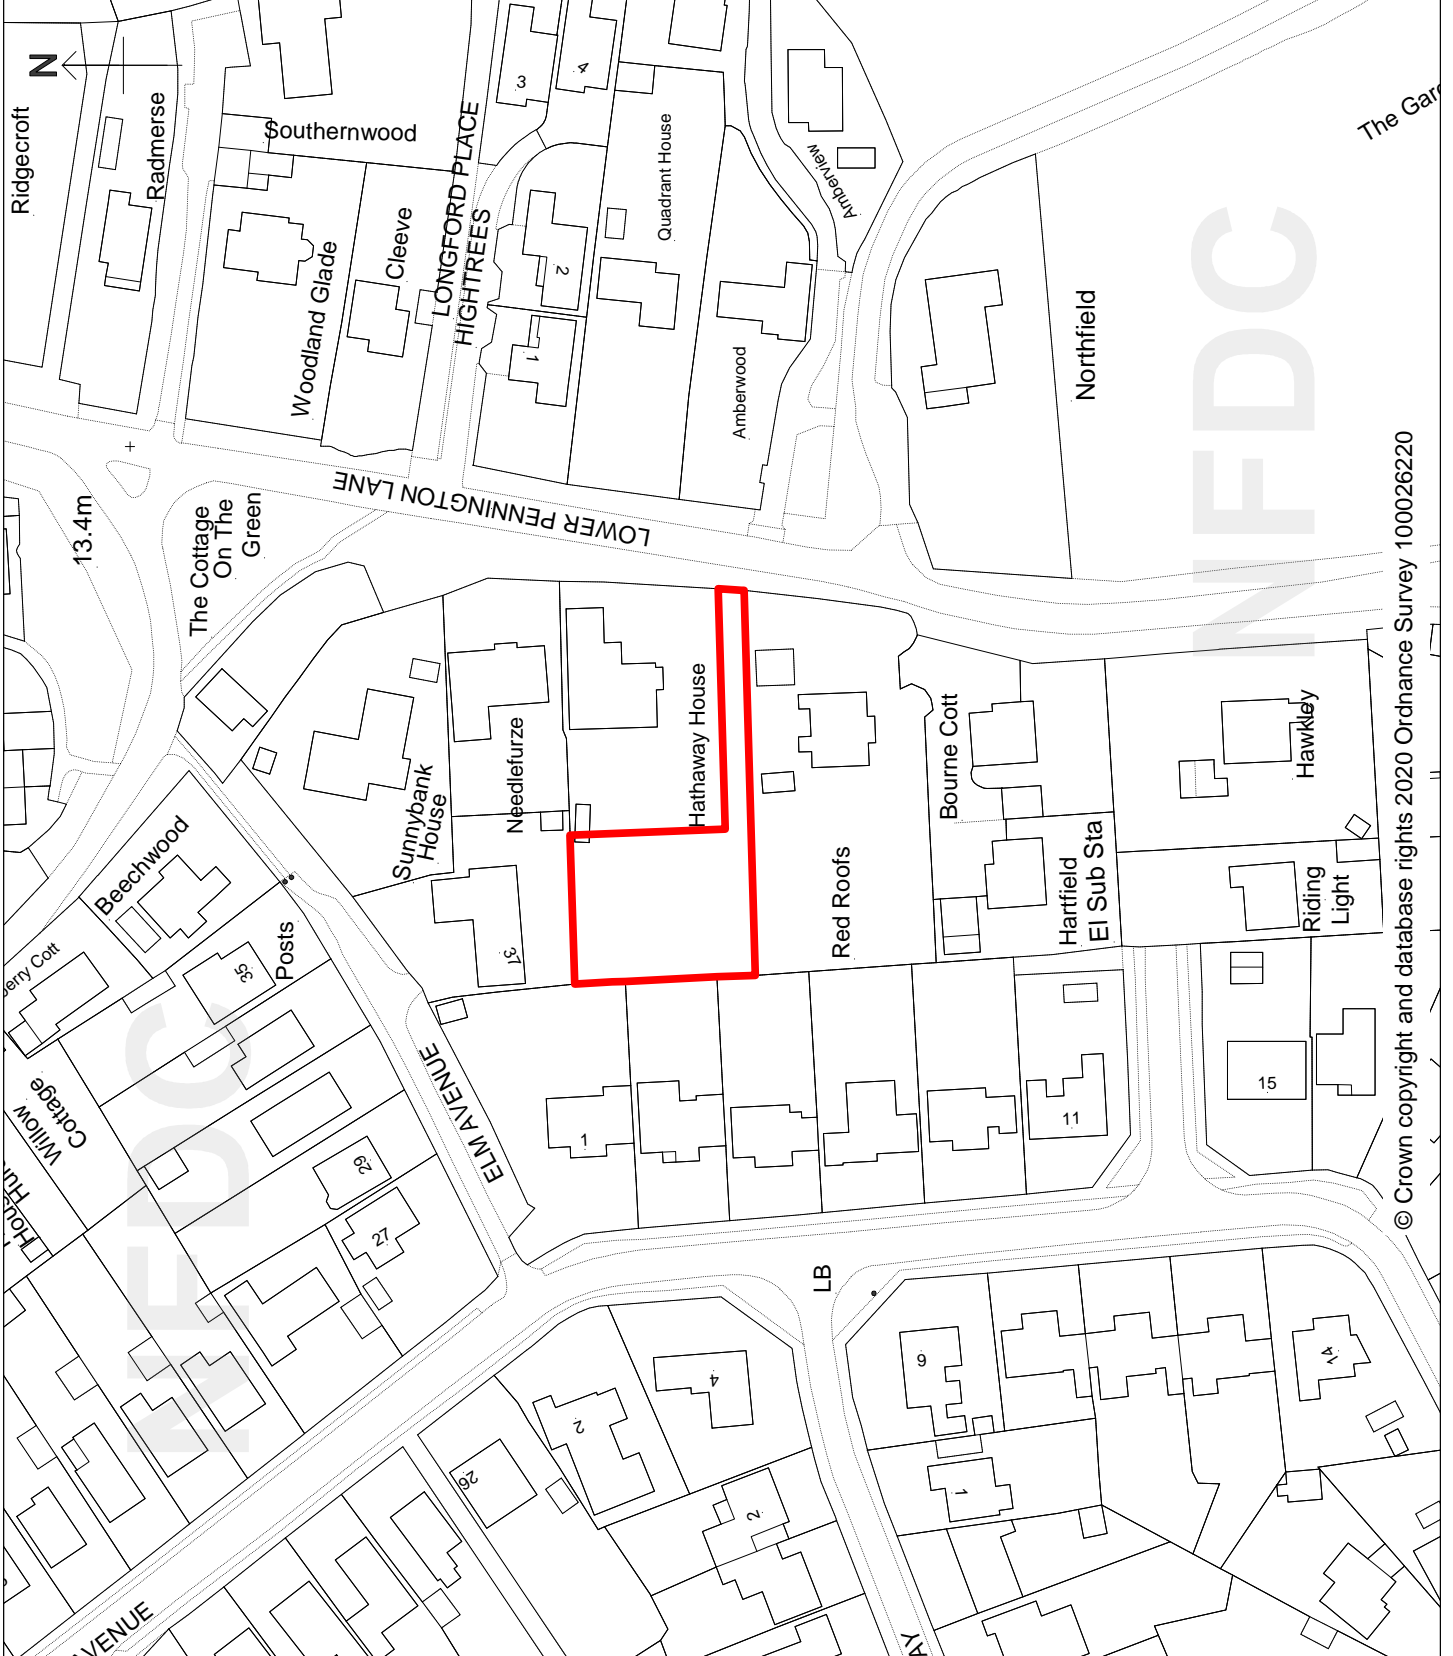 N
Ridgecroft
Radmerse
Southernwood
Woodland Glade
Cleeve
LONGFORD PLACE
HIGHTREES
3
4
2
1
Quadrant House
Amberview
Amberwood
Northfield
13.4m
The Cottage
On The
Green
LOWER PENNINGTON LANE
Sunnybank
House
Needlefurze
Hathaway House
Red Roofs
Bourne Cott
Hartfield
El Sub Sta
Hawkley
Riding
Light
Beechwood
Posts
35
37
Willow
Cottage
29
27
ELM AVENUE
1
11
15
LB
2
4
26
2
9
1
14
NFDC
NFDC
© Crown copyright and database rights 2020 Ordnance Survey 100026220